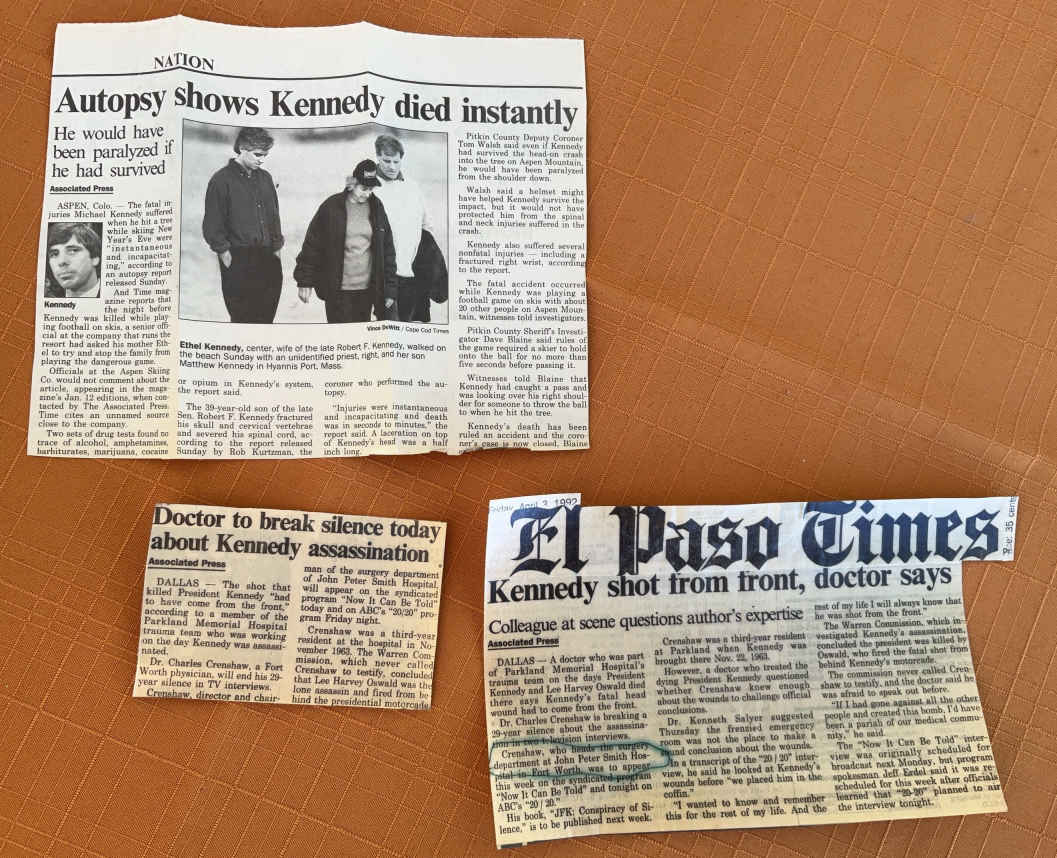 NATION
Autopsy shows Kennedy died instantly
He would have
been paralyzed if
he had survived
Associated Press
ASPEN, Colo. — The fatal in-
juries Michael Kennedy suffered
when he hit a tree
while skiing New
Year's Eve were
"instantaneous
and incapacitat-
ing," according to
an autopsy report
released Sunday.
And Time mag-
azine reports that
the night before
Kennedy
Kennedy was killed while play-
ing football on skis, a senior offi-
cial at the company that runs the
resort had asked his mother Eth-
el to try and stop the family from
playing the dangerous game.
Officials at the Aspen Skiing
Co. would not comment about the
article, appearing in the maga-
zine's Jan. 12 editions, when con-
tacted by The Associated Press.
Time cites an unnamed source
close to the company.
Two sets of drug tests found no
trace of alcohol, amphetamines,
barbiturates, marijuana, cocaine
Vince DeWitt / Cape Cod Times
Ethel Kennedy, center, wife of the late Robert F. Kennedy, walked on
the beach Sunday with an unidentified priest, right, and her son
Matthew Kennedy in Hyannis Port, Mass.
or opium in Kennedy's system,
the report said.
The 39-year-old son of the late
Sen. Robert F. Kennedy fractured
his skull and cervical vertebrae
and severed his spinal cord, ac-
cording to the report released
Sunday by Rob Kurtzman, the
coroner who performed the au-
topsy.
"Injuries were instantaneous
and incapacitating and death
was in seconds to minutes," the
report said. A laceration on top
of Kennedy's head was a half
inch long.
Pitkin County Deputy Coroner
Tom Walsh said even if Kennedy
had survived the head-on crash
into the tree on Aspen Mountain,
he would have been paralyzed
from the shoulder down.
Walsh said a helmet might
have helped Kennedy survive the
impact, but it would not have
protected him from the spinal
and neck injuries suffered in the
crash.
Kennedy also suffered several
nonfatal injuries — including a
fractured right wrist, according
to the report.
The fatal accident occurred
while Kennedy was playing a
football game on skis with about
20 other people on Aspen Moun-
tain, witnesses told investigators.
Pitkin County Sheriff's Investi-
gator Dave Blaine said rules of
the game required a skier to hold
onto the ball for no more than
five seconds before passing it.
Witnesses told Blaine that
Kennedy had caught a pass and
was looking over his right shoul-
der for someone to throw the ball
to when he hit the tree.
Kennedy's death has been
ruled an accident and the coro-
ner's case is now closed, Blaine
Doctor to break silence today
about Kennedy assassination
Associated Press
DALLAS — The shot that
killed President Kennedy "had
to have come from the front,"
according to a member of the
Parkland Memorial Hospital
trauma team who was working
on the day Kennedy was assassi-
nated.
Dr. Charles Crenshaw, a Fort
Worth physician, will end his 29-
year silence in TV interviews.
Crenshaw, director and chair-
man of the surgery department
of John Peter Smith Hospital,
will appear on the syndicated
program "Now It Can Be Told"
today and on ABC's "20/20" pro-
gram Friday night.
Crenshaw was a third-year
resident at the hospital in No-
vember 1963. The Warren Com-
mission, which never called
Crenshaw to testify, concluded
that Lee Harvey Oswald was the
lone assassin and fired from be-
hind the presidential motorcade
Friday April 3, 1992
El Paso Times
35 cents
Kennedy shot from front, doctor says
Colleague at scene questions author's expertise
Associated Press
DALLAS — A doctor who was part
of Parkland Memorial Hospital's
trauma team on the days President
Kennedy and Lee Harvey Oswald died
there says Kennedy's fatal head
wound had to come from the front.
Dr. Charles Crenshaw is breaking a
29-year silence about the assassina-
tion in two television interviews.
Crenshaw, who heads the surgery
department at John Peter Smith Hos-
pital in Fort Worth, was to appear
this week on the syndicated program
"Now It Can Be Told" and tonight on
ABC's "20/20."
His book, "JFK: Conspiracy of Si-
lence," is to be published next week.
Crenshaw was a third-year resident
at Parkland when Kennedy was
brought there Nov. 22, 1963.
However, a doctor who treated the
dying President Kennedy questioned
whether Crenshaw knew enough
about the wounds to challenge official
conclusions.
Dr. Kenneth Salyer suggested
Thursday the frenzied emergency
room was not the place to make a
sound conclusion about the wounds.
In a transcript of the "20/20" inter-
view, he said he looked at Kennedy's
wounds before "we placed him in the
coffin."
"I wanted to know and remember
this for the rest of my life. And the
rest of my life I will always know that
he was shot from the front."
The Warren Commission, which in-
vestigated Kennedy's assassination,
concluded the president was killed by
Oswald, who fired the fatal shot from
behind Kennedy's motorcade.
The commission never called Cren-
shaw to testify, and the doctor said he
was afraid to speak out before.
"If I had gone against all the other
people and created this bomb, I'd have
been a pariah of our medical commu-
nity," he said.
The "Now It Can Be Told" inter-
view was originally scheduled for
broadcast next Monday, but program
spokesman Jeff Erdel said it was re-
scheduled for this week after officials
learned that "20-20" planned to air
the interview tonight.